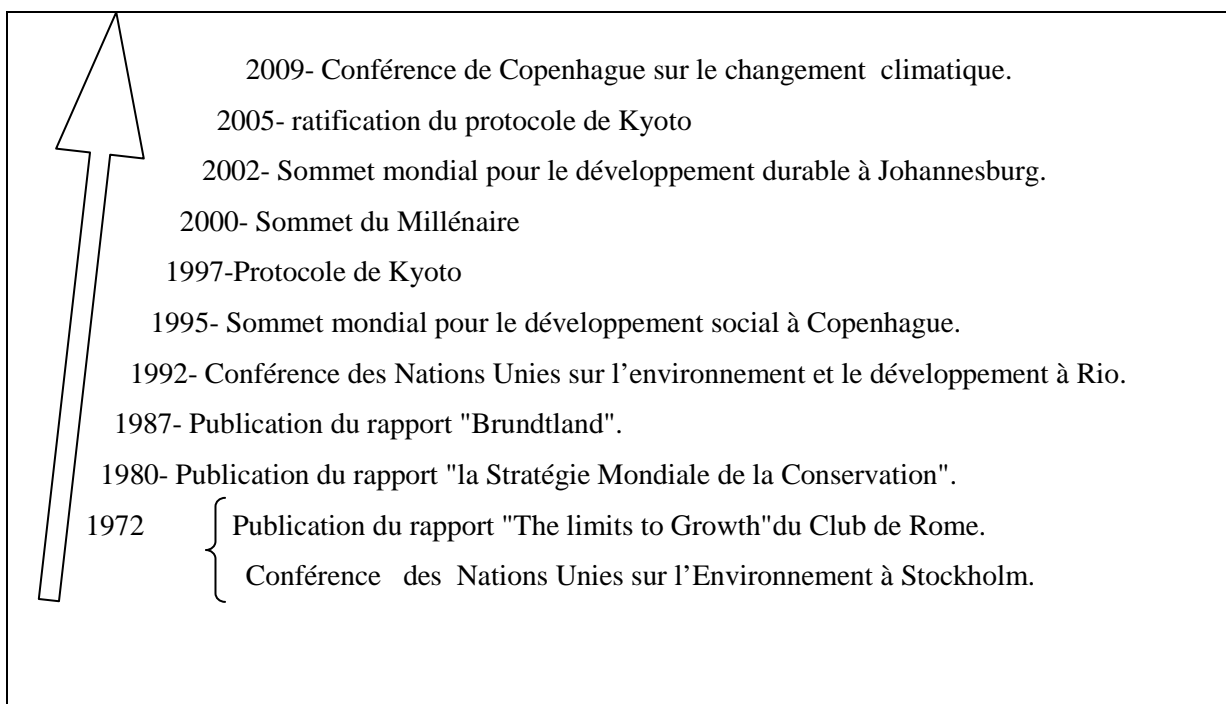 2009- Conférence de Copenhague sur le changement climatique.
2005- ratification du protocole de Kyoto
2002- Sommet mondial pour le développement durable à Johannesburg.
2000- Sommet du Millénaire
1997-Protocole de Kyoto
1995- Sommet mondial pour le développement social à Copenhague.
1992- Conférence des Nations Unies sur l’environnement et le développement à Rio.
1987- Publication du rapport "Brundtland".
1980- Publication du rapport "la Stratégie Mondiale de la Conservation".
1972 Publication du rapport "The limits to Growth"du Club de Rome.
Conférence des Nations Unies sur l’Environnement à Stockholm.